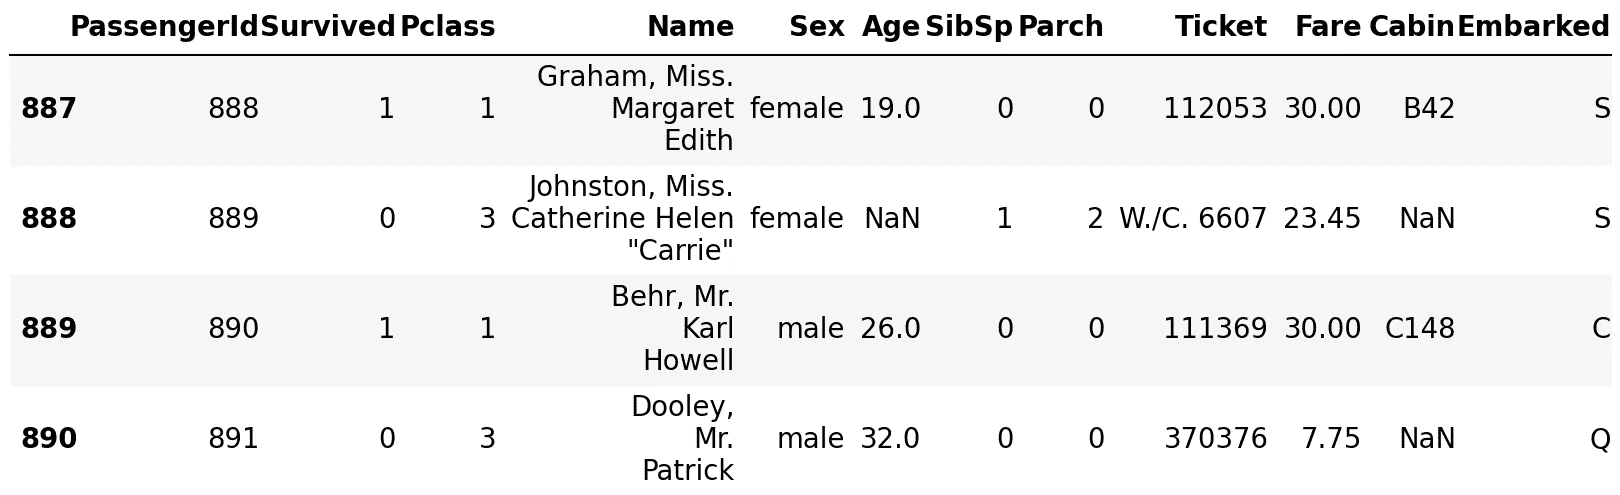 PassengerId Survived Pclass Name Sex Age SibSp Parch Ticket Fare Cabin Embarked
Graham, Miss.
887 888 1 1 Margaret female 19.0 0 0 112053 30.00 B42 S
Edith
Johnston, Miss.
888 889 0 3 Catherine Helen female NaN 1 2 W./C. 6607 23.45 NaN S
"Carrie"
Behr, Mr.
889 890 1 1 Karl male 26.0 0 0 111369 30.00 C148 C
Howell
Dooley,
890 891 0 3 Mr. male 32.0 0 0 370376 7.75 NaN Q
Patrick